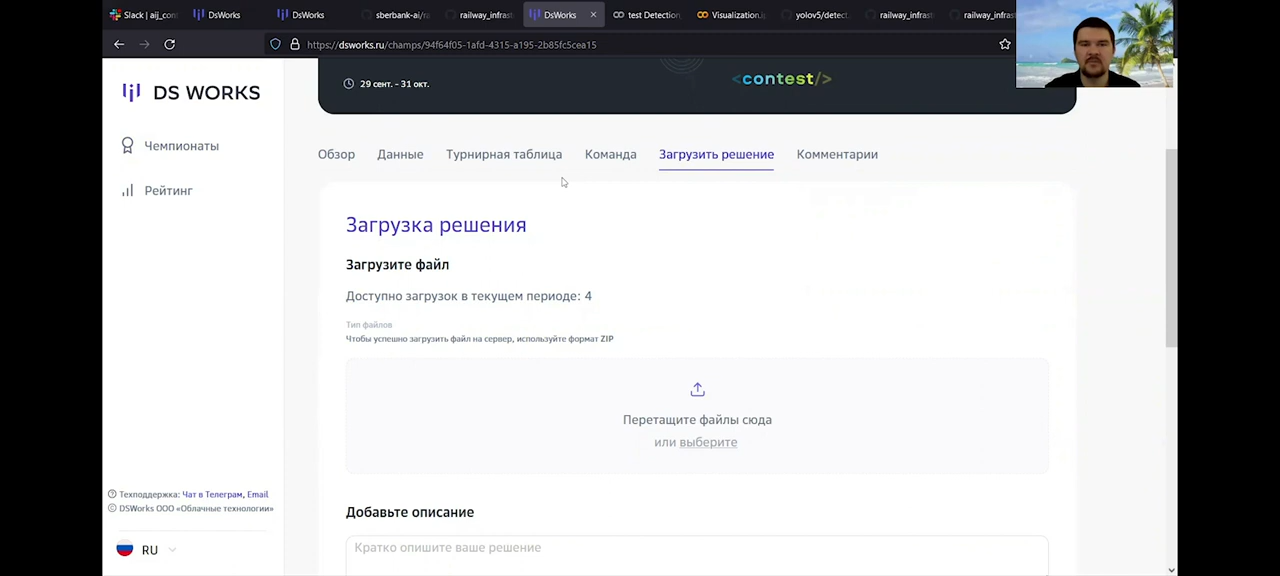 Slack | aij_con
DsWorks
DsWorks
sberbank-ai/ra
railway_infrast
DsWorks
test Detection
Visualization.i
yolov5/detect.
railway_infrast
railway_infrast
https://dsworks.ru/champs/94f64f05-1afd-4315-a195-2b85fc5cea15
DS WORKS
29 сент. - 31 окт.
<contest/>
Чемпионаты
Рейтинг
Обзор
Данные
Турнирная таблица
Команда
Загрузить решение
Комментарии
Загрузка решения
Загрузите файл
Доступно загрузок в текущем периоде: 4
Тип файлов
Чтобы успешно загрузить файл на сервер, используйте формат ZIP
Перетащите файлы сюда
или выберите
Добавьте описание
Кратко опишите ваше решение
Техподдержка: Чат в Телеграм, Email
© DSWorks ООО «Облачные технологии»
RU